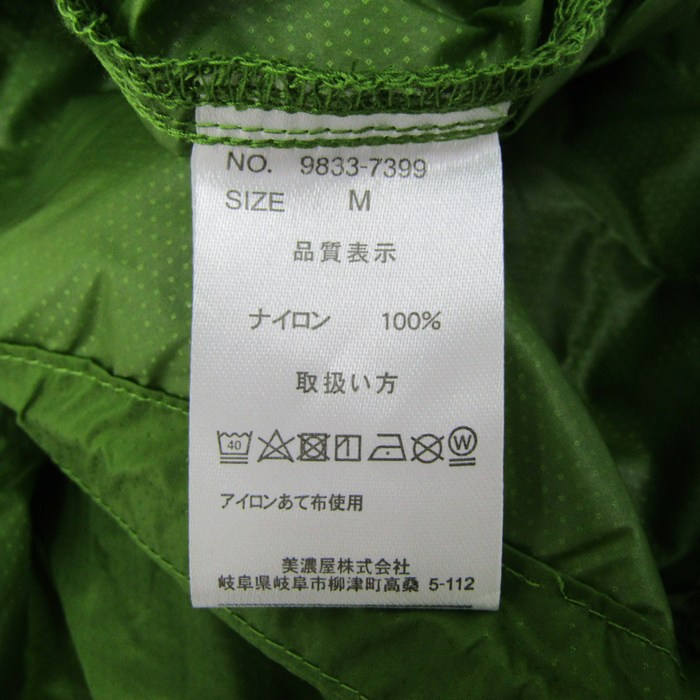 NO. 9833-7399
SIZE M
品質表示
ナイロン 100%
取扱い方
40 W
アイロンあて布使用
美濃屋株式会社
岐阜県岐阜市柳津町高桑 5-112